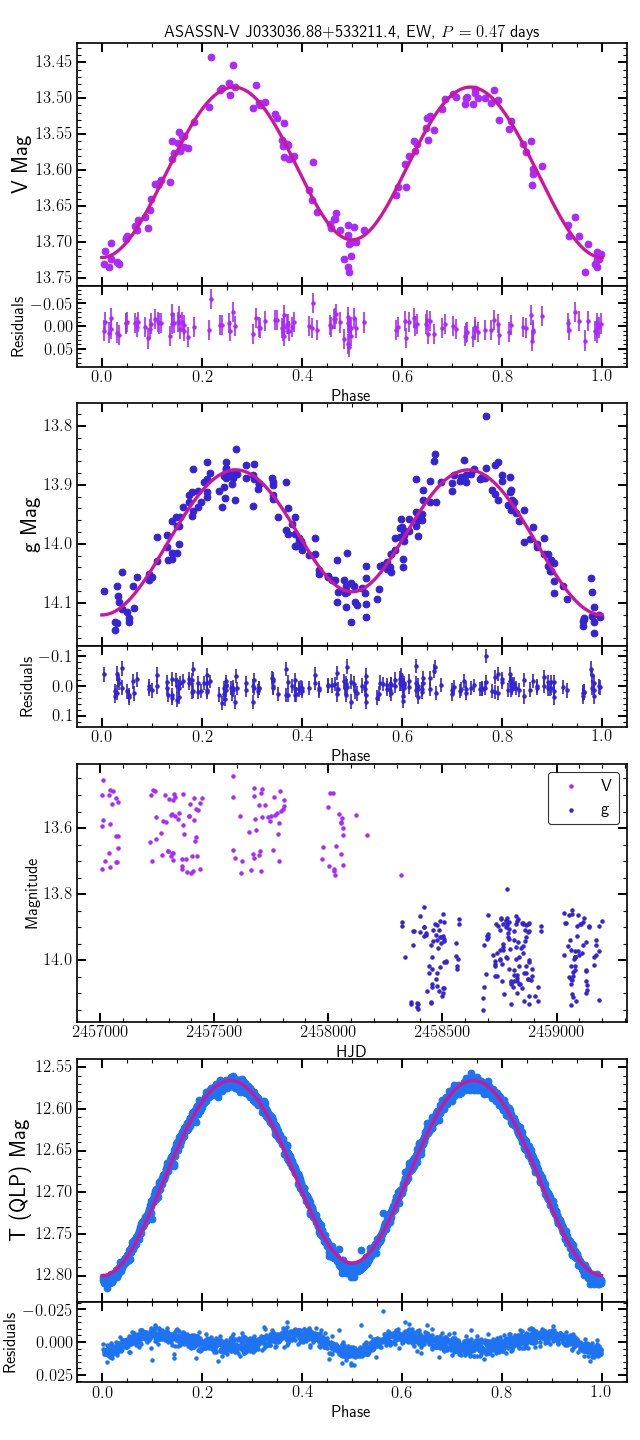 ASASSN-V J033036.88+533211.4, EW, P = 0.47 days
13.45
13.50
13.55
13.60
13.65
13.70
13.75
V Mag
−0.05
0.00
0.05
Residuals
0.0 0.2 0.4 0.6 0.8 1.0
Phase
13.8
13.9
14.0
14.1
g Mag
−0.1
0.0
0.1
Residuals
0.0 0.2 0.4 0.6 0.8 1.0
Phase
V
g
13.6
13.8
14.0
Magnitude
2457000 2457500 2458000 2458500 2459000
HJD
12.55
12.60
12.65
12.70
12.75
12.80
T (QLP) Mag
−0.025
0.000
0.025
Residuals
0.0 0.2 0.4 0.6 0.8 1.0
Phase